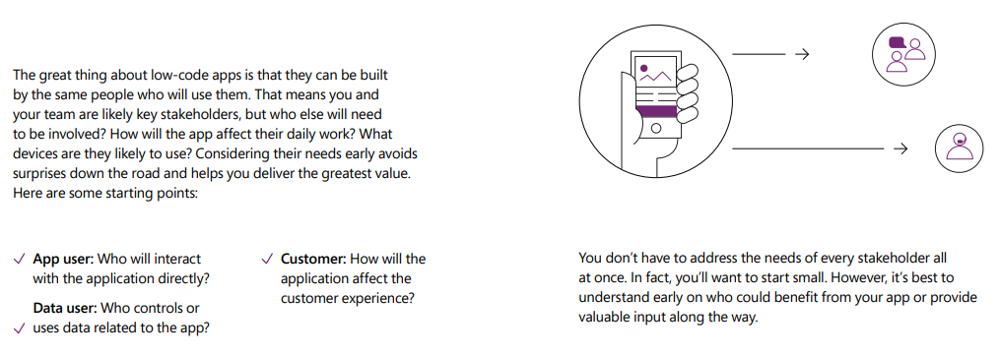 The great thing about low-code apps is that they can be built
by the same people who will use them. That means you and
your team are likely key stakeholders, but who else will need
to be involved? How will the app affect their daily work? What
devices are they likely to use? Considering their needs early avoids
surprises down the road and helps you deliver the greatest value.
Here are some starting points:
✓ App user: Who will interact
with the application directly?
Data user: Who controls or
✓ uses data related to the app?
✓ Customer: How will the
application affect the
customer experience?
You don’t have to address the needs of every stakeholder all
at once. In fact, you’ll want to start small. However, it’s best to
understand early on who could benefit from your app or provide
valuable input along the way.